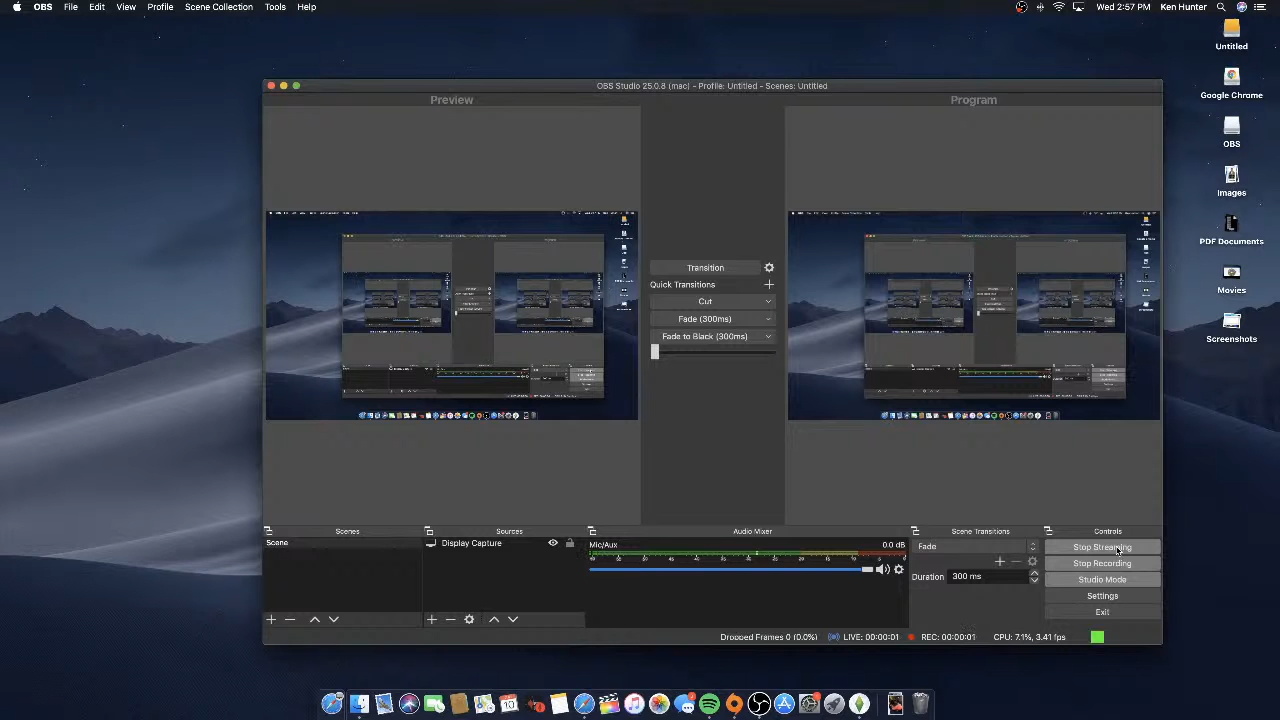 OBS File Edit View Profile Scene Collection Tools Help Wed 2:57 PM Ken Hunter
Untitled
Google Chrome
OBS
Images
PDF Documents
Movies
Screenshots
OBS Studio 25.0.8 (mac) - Profile: Untitled - Scenes: Untitled
Preview
Program
Transition
Quick Transitions
Cut
Fade (300ms)
Fade to Black (300ms)
Scenes
Scene
Sources
Display Capture
Audio Mixer
Mic/Aux 0.0 dB
Scene Transitions
Fade
Duration 300 ms
Controls
Stop Streaming
Stop Recording
Studio Mode
Settings
Exit
Dropped Frames 0 (0.0%) LIVE: 00:00:01 REC: 00:00:01 CPU: 7.1%, 3.41 fps